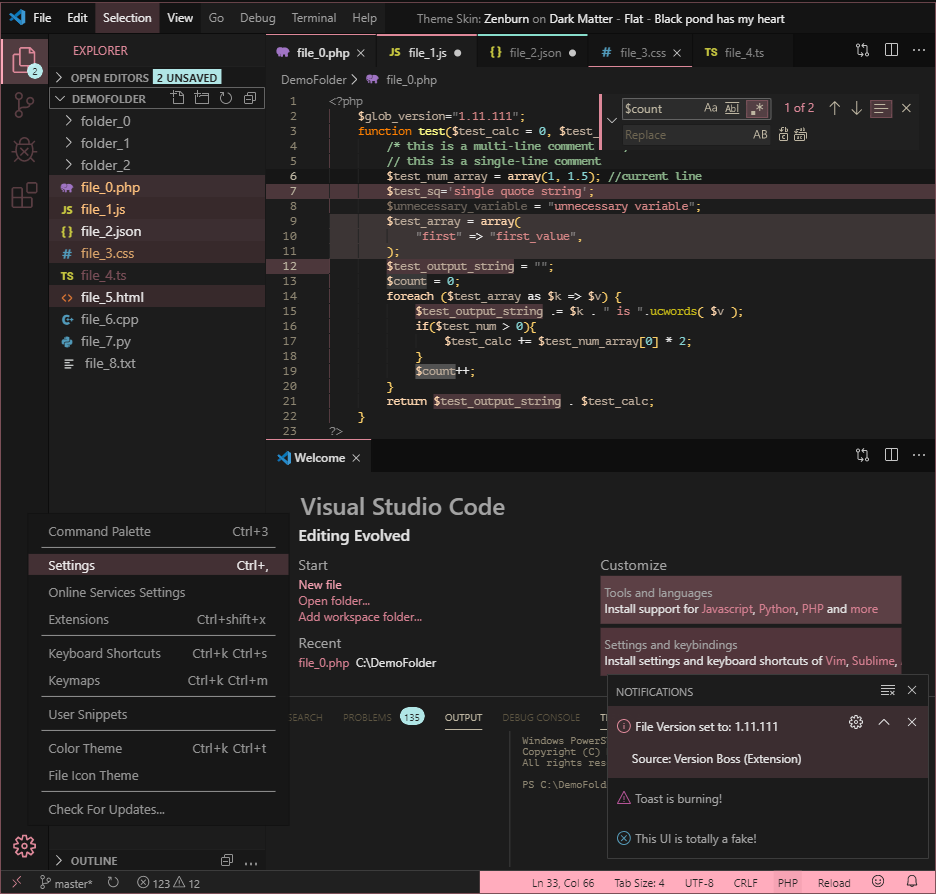 File Edit Selection View Go Debug Terminal Help Theme Skin: Zenburn on Dark Matter - Flat - Black pond has my heart
EXPLORER
2
OPEN EDITORS 2 UNSAVED
DEMOFOLDER
folder_0
folder_1
folder_2
file_0.php
JS file_1.js
{} file_2.json
# file_3.css
TS file_4.ts
<> file_5.html
file_6.cpp
file_7.py
file_8.txt
file_0.php JS file_1.js {} file_2.json # file_3.css TS file_4.ts
DemoFolder file_0.php
$count Aa Abl .* 1 of 2
Replace AB
1 <?php
2 $glob_version="1.11.111";
3 function test($test_calc = 0, $test_
4 /* this is a multi-line comment
5 // this is a single-line comment
6 $test_num_array = array(1, 1.5); //current line
7 $test_sq='single quote string';
8 $unnecessary_variable = "unnecessary variable";
9 $test_array = array(
10 "first" => "first_value",
11 );
12 $test_output_string = "";
13 $count = 0;
14 foreach ($test_array as $k => $v) {
15 $test_output_string .= $k . " is ".ucwords( $v );
16 if($test_num > 0){
17 $test_calc += $test_num_array[0] * 2;
18 }
19 $count++;
20 }
21 return $test_output_string . $test_calc;
22 }
23 ?>
Welcome
Visual Studio Code
Editing Evolved
Start
New file
Open folder...
Add workspace folder...
Recent
file_0.php C:\DemoFolder
Customize
Tools and languages
Install support for Javascript, Python, PHP and more
Settings and keybindings
Install settings and keyboard shortcuts of Vim, Sublime,
Command Palette Ctrl+3
Settings Ctrl+,
Online Services Settings
Extensions Ctrl+shift+x
Keyboard Shortcuts Ctrl+k Ctrl+s
Keymaps Ctrl+k Ctrl+m
User Snippets
Color Theme Ctrl+k Ctrl+t
File Icon Theme
Check For Updates...
SEARCH PROBLEMS 135 OUTPUT DEBUG CONSOLE T
Windows PowerS
Copyright (C)
All rights res
PS C:\DemoFold
NOTIFICATIONS
File Version set to: 1.11.111
Source: Version Boss (Extension)
Toast is burning!
This UI is totally a fake!
OUTLINE
master* 123 12 Ln 33, Col 66 Tab Size: 4 UTF-8 CRLF PHP Reload